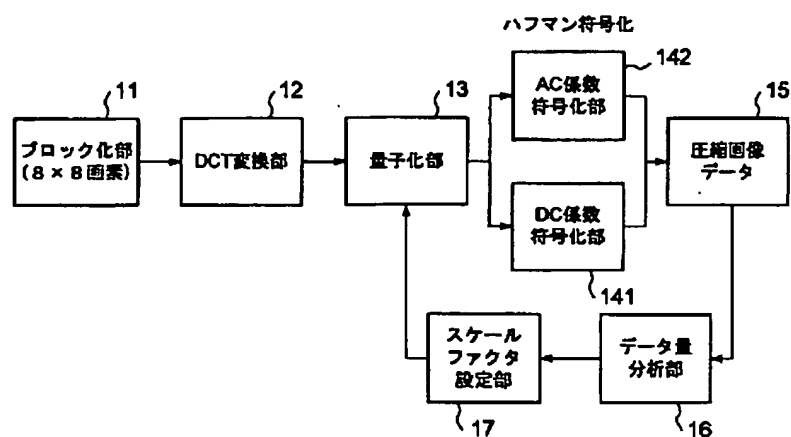 ハフマン符号化
11
ブロック化部
(8×8画素)
12
DCT変換部
13
量子化部
142
AC係数
符号化部
DC係数
符号化部
141
15
圧縮画像
データ
スケール
ファクタ
設定部
17
データ量
分析部
16